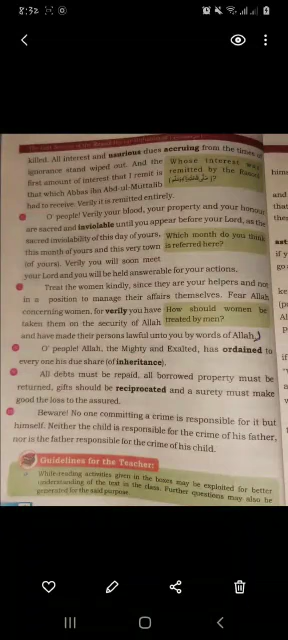 8:32
killed. All interest and usurious dues accruing from the times of
ignorance stand wiped out. And the
first amount of interest that I remit is
that which Abbas ibn Abd-ul-Muttalib
had to receive. Verily it is remitted entirely.
Whose interest was
remitted by the
O' people! Verily your blood, your property and your honour
are sacred and inviolable until you appear before your Lord, as the
sacred inviolability of this day of yours,
this month of yours and this very town
(of yours). Verily you will soon meet
Which month do you think
is referred here?
your Lord and you will be held answerable for your actions.
Treat the women kindly, since they are your helpers and not
in a position to manage their affairs themselves. Fear Allah
concerning women, for verily you have
taken them on the security of Allah
How should women be
treated by men?
and have made their persons lawful unto you by words of Allah
O' people! Allah, the Mighty and Exalted, has ordained to
every one his due share (of inheritance).
All debts must be repaid, all borrowed property must be
returned, gifts should be reciprocated and a surety must make
good the loss to the assured.
Beware! No one committing a crime is responsible for it but
himself. Neither the child is responsible for the crime of his father,
nor is the father responsible for the crime of his child.
Guidelines for the Teacher:
While-reading activities given in the boxes may be exploited for better
understanding of the text in the class. Further questions may also be
generated for the said purpose.